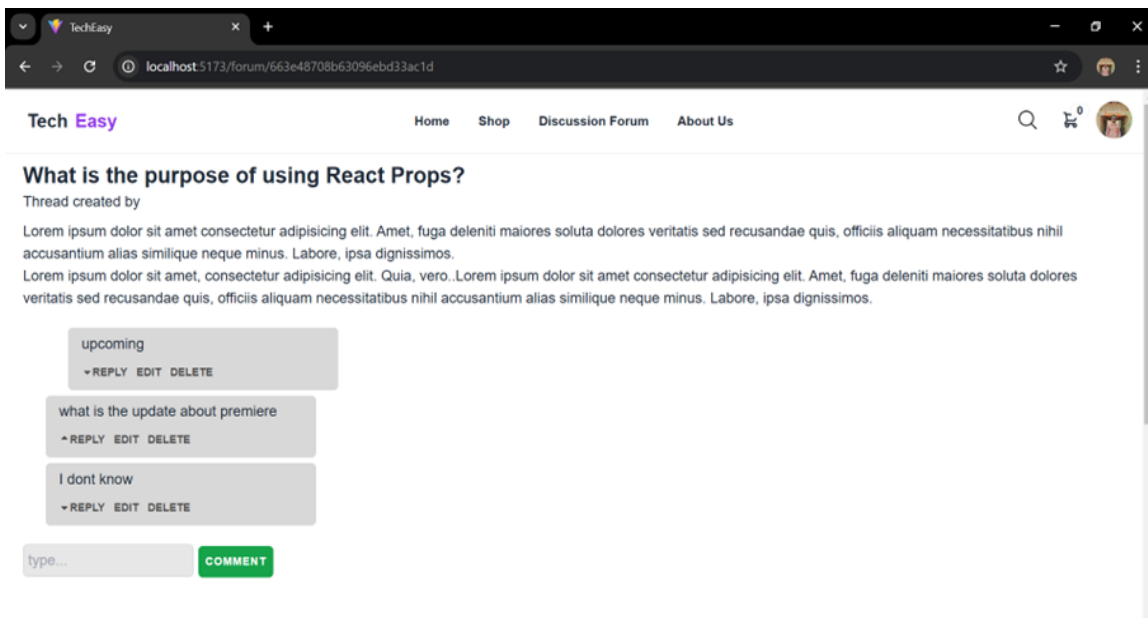 TechEasy
localhost:5173/forum/663e48708b63096ebd33ac1d
Tech Easy Home Shop Discussion Forum About Us 0
What is the purpose of using React Props?
Thread created by
Lorem ipsum dolor sit amet consectetur adipisicing elit. Amet, fuga deleniti maiores soluta dolores veritatis sed recusandae quis, officiis aliquam necessitatibus nihil
accusantium alias similique neque minus. Labore, ipsa dignissimos.
Lorem ipsum dolor sit amet, consectetur adipisicing elit. Quia, vero..Lorem ipsum dolor sit amet consectetur adipisicing elit. Amet, fuga deleniti maiores soluta dolores
veritatis sed recusandae quis, officiis aliquam necessitatibus nihil accusantium alias similique neque minus. Labore, ipsa dignissimos.
upcoming
REPLY EDIT DELETE
what is the update about premiere
REPLY EDIT DELETE
I dont know
REPLY EDIT DELETE
type... COMMENT